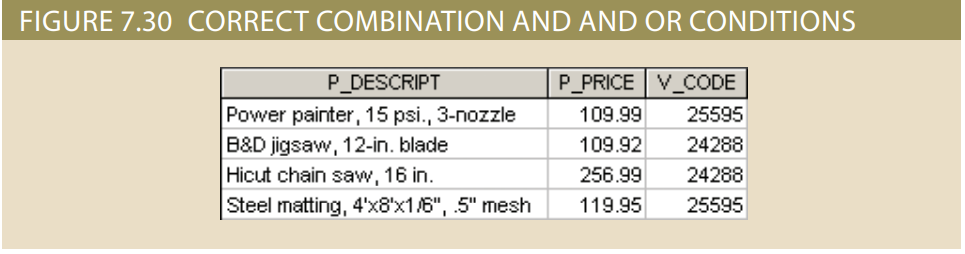 FIGURE 7.30 CORRECT COMBINATION AND AND OR CONDITIONS
P_DESCRIPT P_PRICE V_CODE
Power painter, 15 psi., 3-nozzle 109.99 25595
B&D jigsaw, 12-in. blade 109.92 24288
Hicut chain saw, 16 in. 256.99 24288
Steel matting, 4'x8'x1/6", .5" mesh 119.95 25595